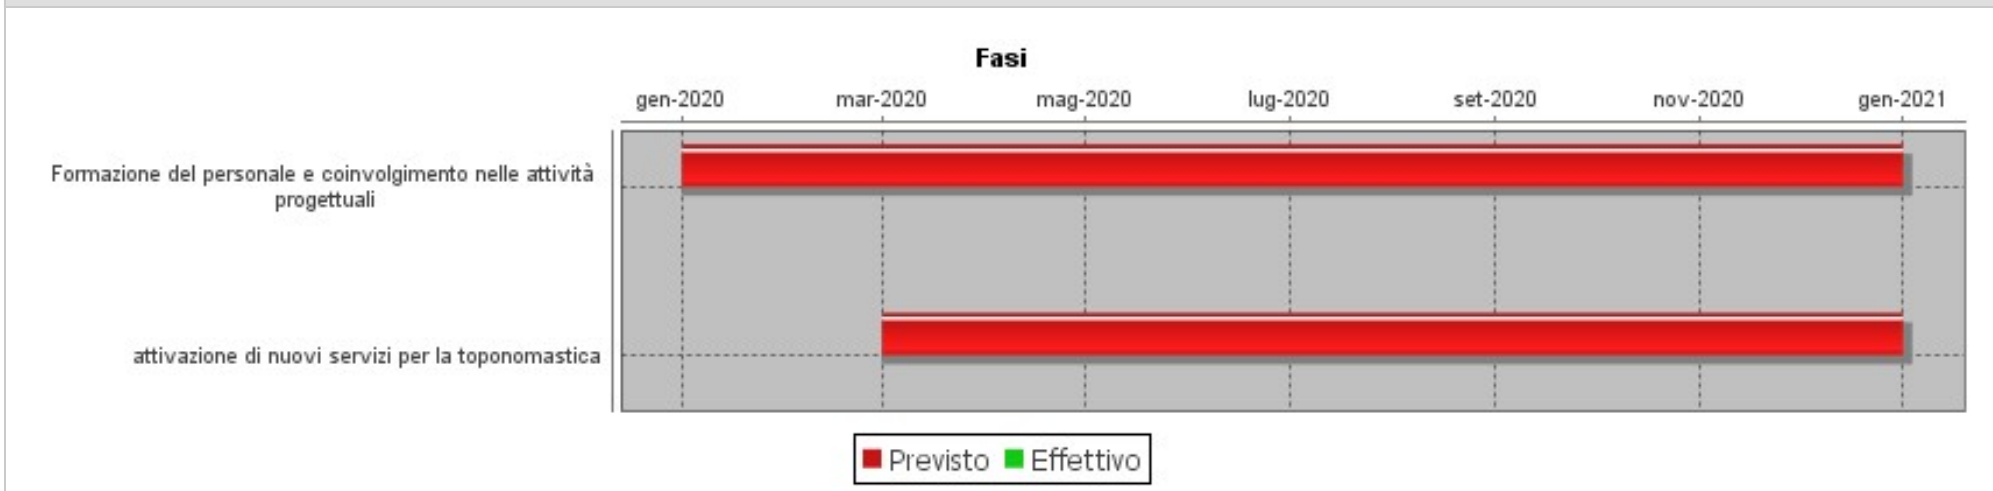 Fasi
gen-2020 mar-2020 mag-2020 lug-2020 set-2020 nov-2020 gen-2021
Formazione del personale e coinvolgimento nelle attività
progettuali
attivazione di nuovi servizi per la toponomastica
Previsto Effettivo